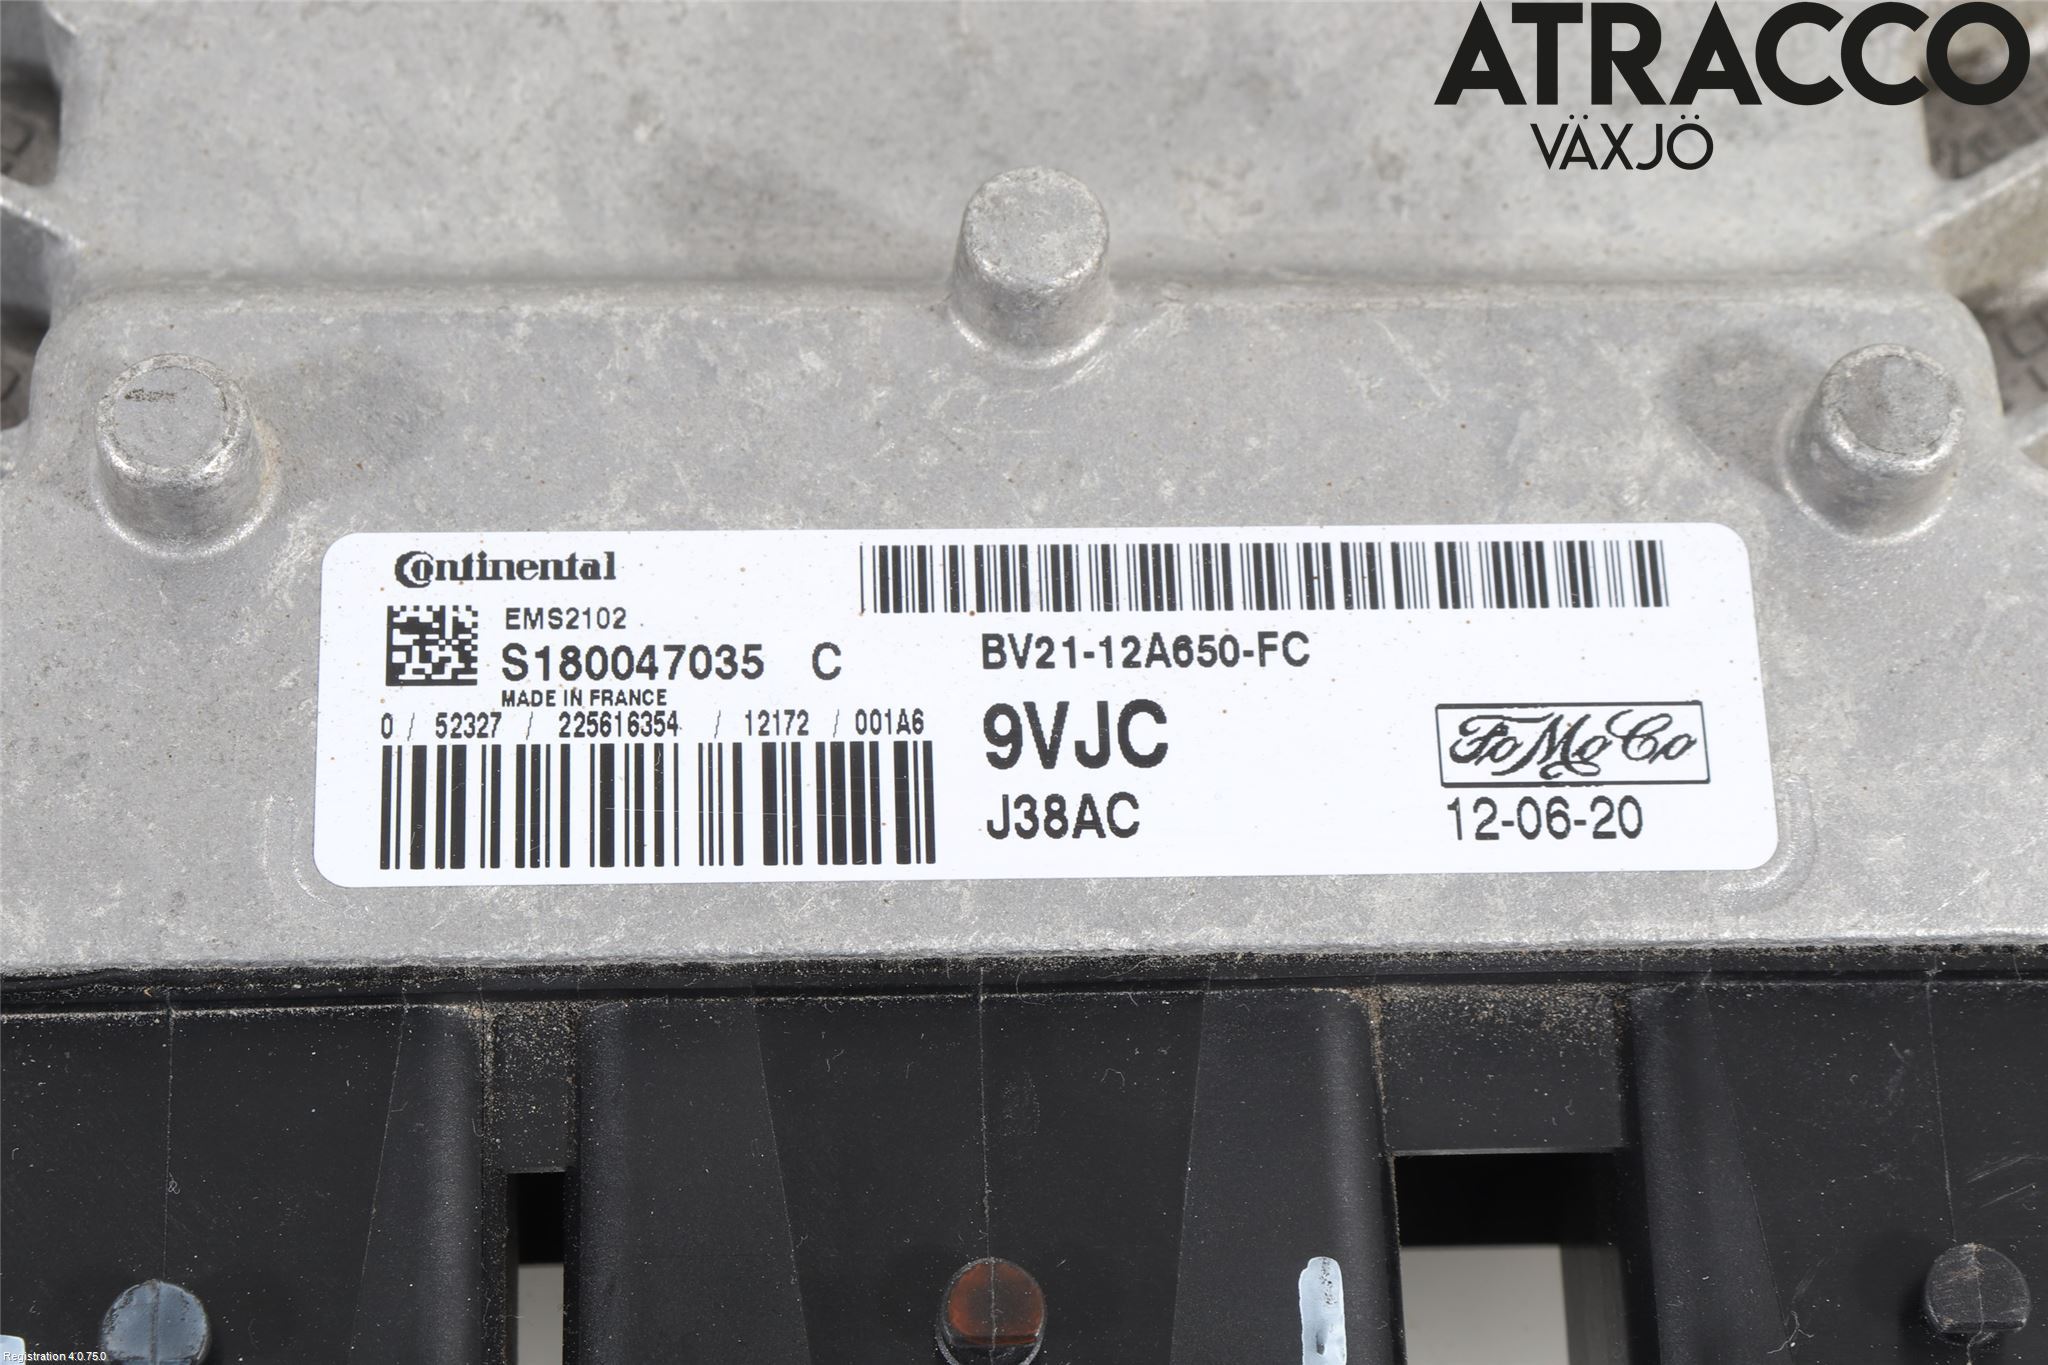 ATRACCO
VÄXJÖ
Continental
EMS2102
S180047035 C
MADE IN FRANCE
0 / 52327 / 225616354 / 12172 / 001A6
BV21-12A650-FC
9VJC
J38AC
FoMoCo
12-06-20
Registration 4.0.75.0